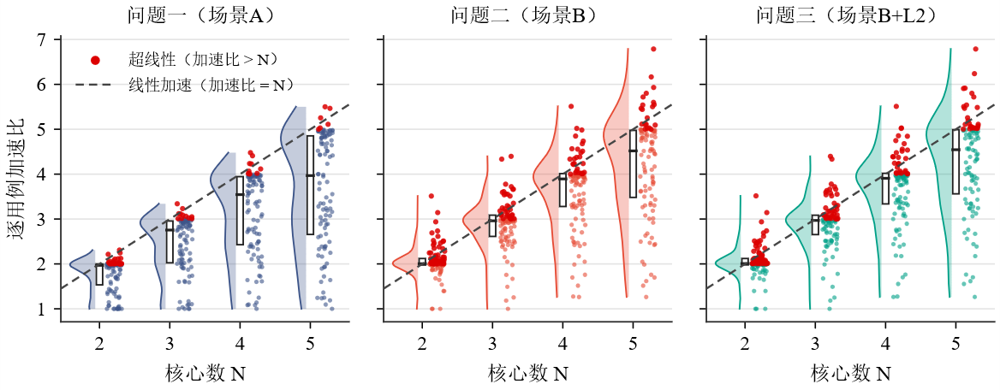 问题一（场景A）
问题二（场景B）
问题三（场景B+L2）
超线性（加速比 > N）
线性加速（加速比 = N）
逐用例加速比
7
6
5
4
3
2
1
2 3 4 5
2 3 4 5
2 3 4 5
核心数 N
核心数 N
核心数 N